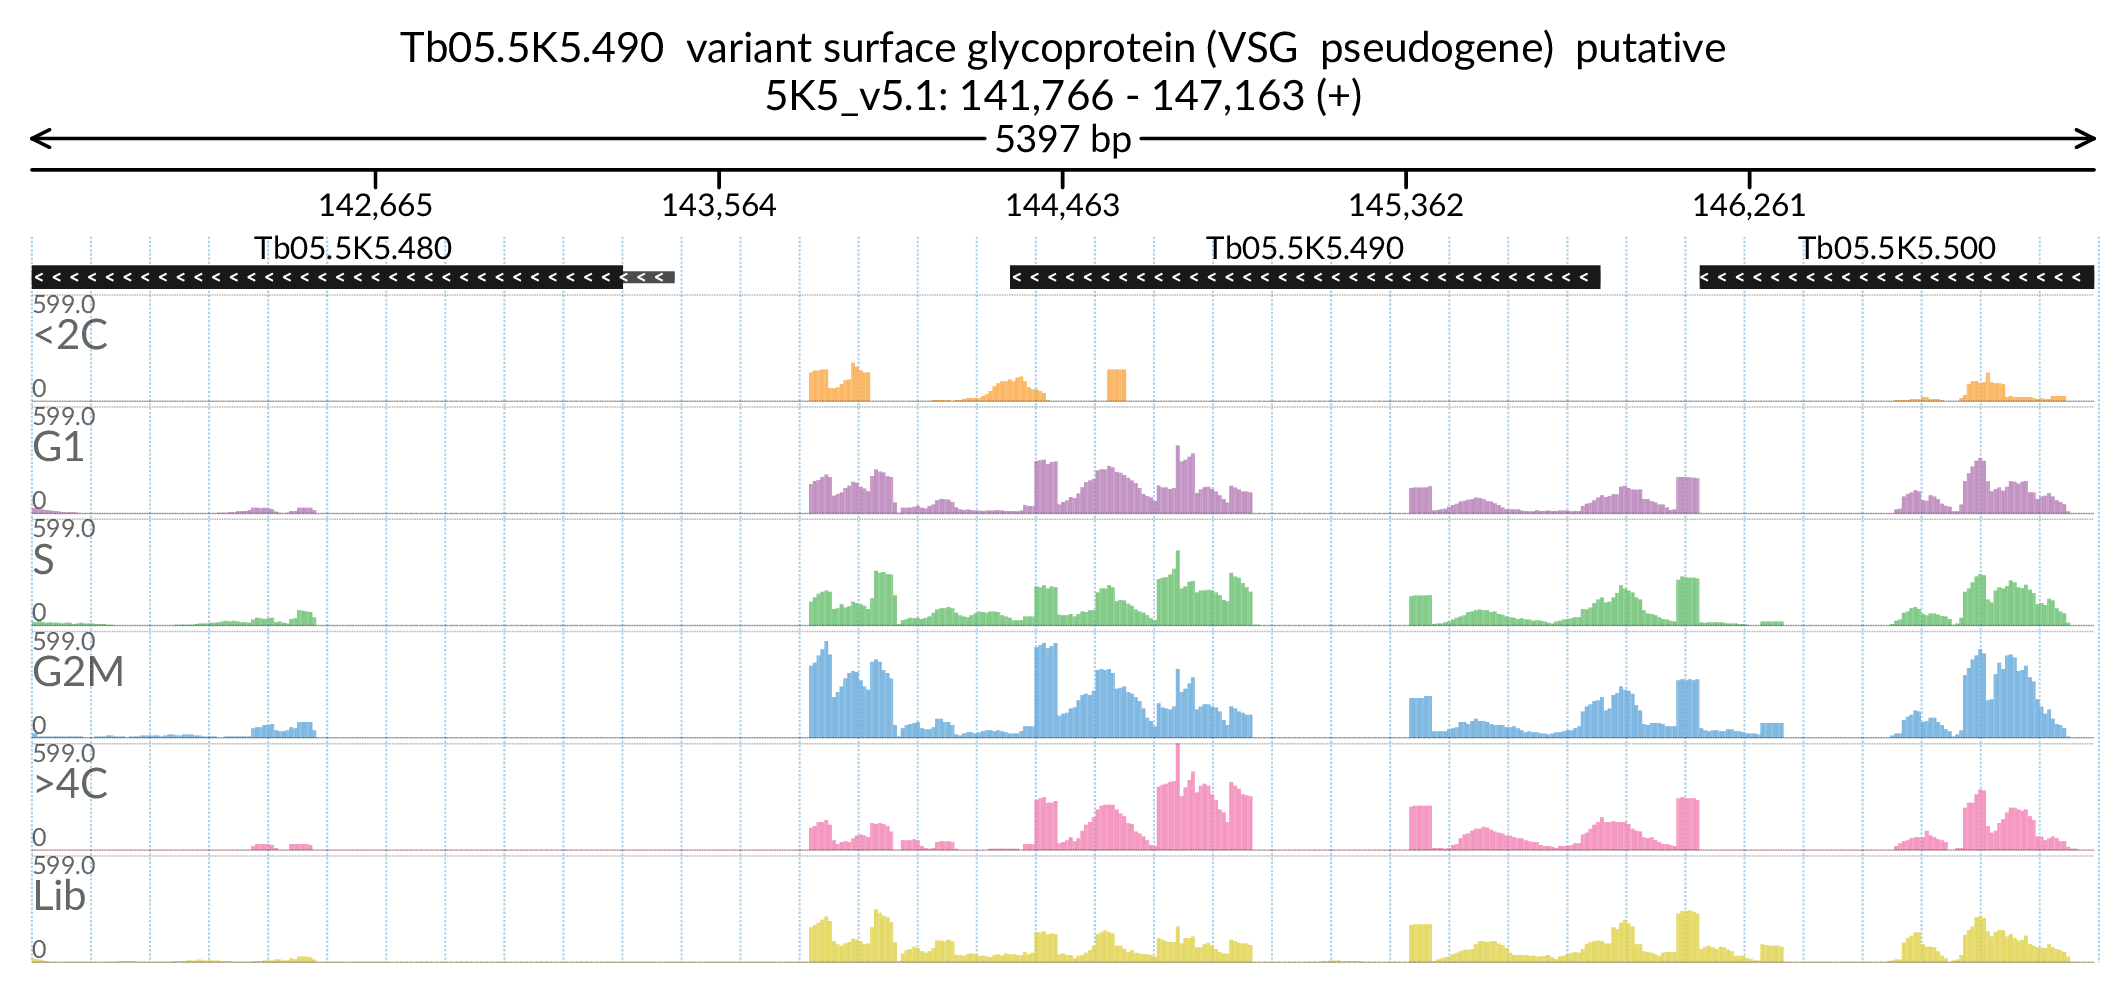 Tb05.5K5.490 variant surface glycoprotein (VSG pseudogene) putative
5K5_v5.1: 141,766 - 147,163 (+)
5397 bp
142,665 143,564 144,463 145,362 146,261
Tb05.5K5.480 Tb05.5K5.490 Tb05.5K5.500
599.0
<2C
0
599.0
G1
0
599.0
S
0
599.0
G2M
0
599.0
>4C
0
599.0
Lib
0